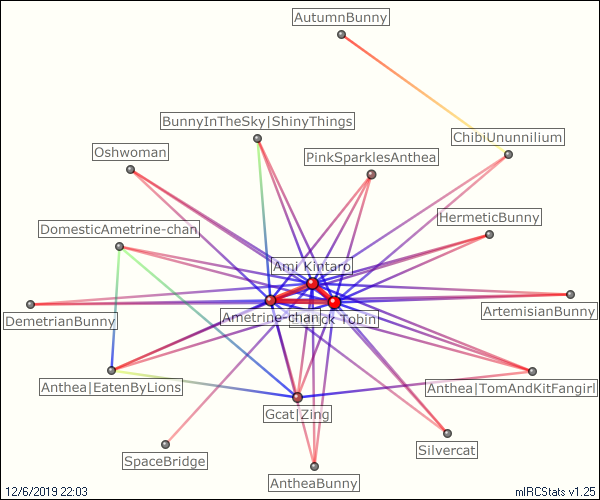 AutumnBunny
BunnyInTheSky|ShinyThings
ChibiUnunnilium
Oshwoman
PinkSparklesAnthea
HermeticBunny
DomesticAmetrine-chan
Ami Kintaro
DemetrianBunny
Ametrine-chan
ck Tobin
ArtemisianBunny
Anthea|EatenByLions
Anthea|TomAndKitFangirl
Gcat|Zing
Silvercat
SpaceBridge
AntheaBunny
12/6/2019 22:03
mIRCStats v1.25